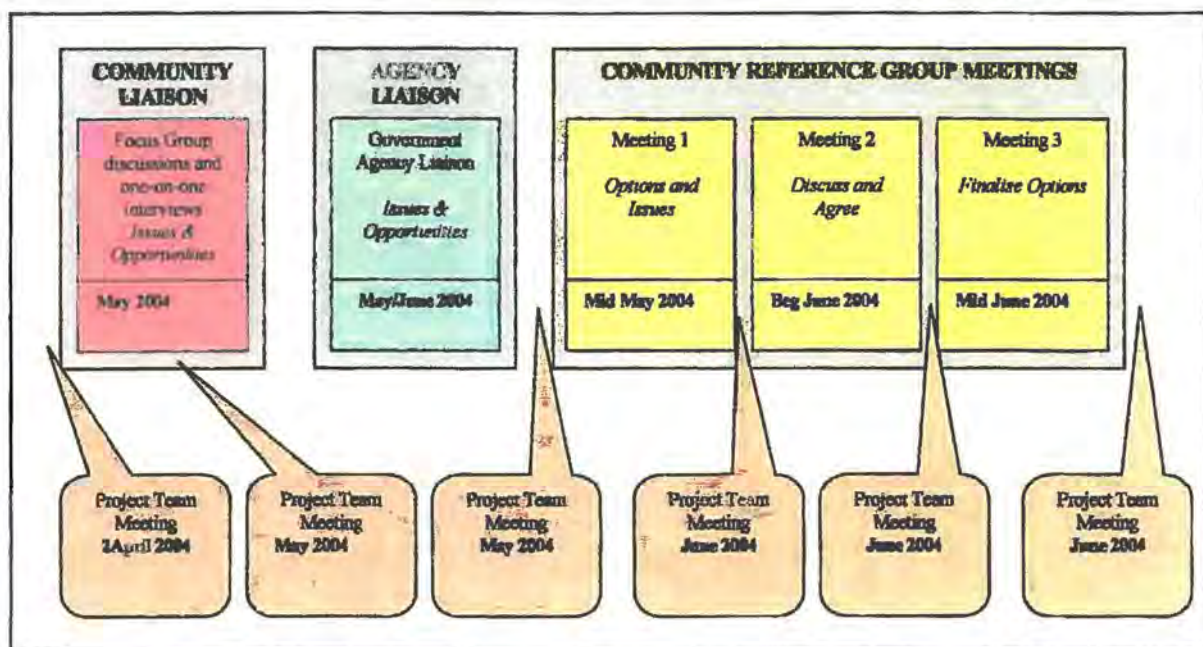 COMMUNITY
LIAISON
Focus Group
discussions and
one-on-one
interviews
Issues &
Opportunities
May 2004
AGENCY
LIAISON
Government
Agency Liaison
Issues &
Opportunities
May/June 2004
COMMUNITY REFERENCE GROUP MEETINGS
Meeting 1
Options and
Issues
Mid May 2004
Meeting 2
Discuss and
Agree
Beg June 2004
Meeting 3
Finalise Options
Mid June 2004
Project Team
Meeting
2April 2004
Project Team
Meeting
May 2004
Project Team
Meeting
May 2004
Project Team
Meeting
June 2004
Project Team
Meeting
June 2004
Project Team
Meeting
June 2004